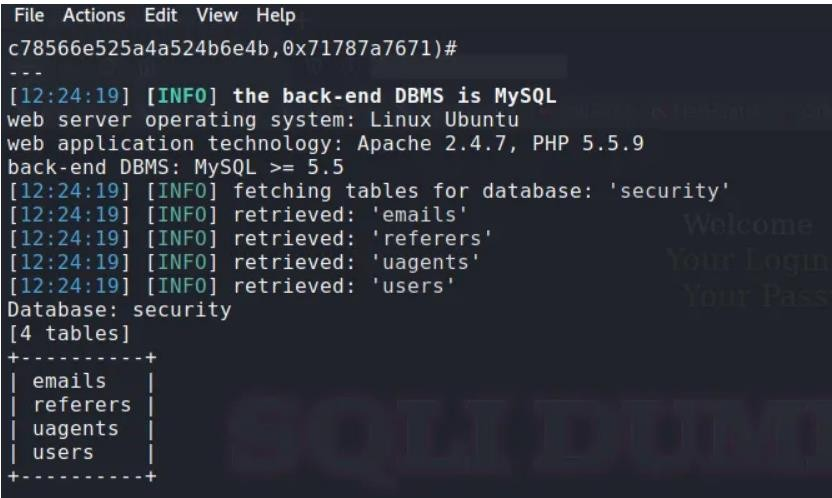 File Actions Edit View Help
c78566e525a4a524b6e4b,0x71787a7671)#
---
[12:24:19] [INFO] the back-end DBMS is MySQL
web server operating system: Linux Ubuntu
web application technology: Apache 2.4.7, PHP 5.5.9
back-end DBMS: MySQL >= 5.5
[12:24:19] [INFO] fetching tables for database: 'security'
[12:24:19] [INFO] retrieved: 'emails'
[12:24:19] [INFO] retrieved: 'referers'
[12:24:19] [INFO] retrieved: 'uagents'
[12:24:19] [INFO] retrieved: 'users'
Database: security
[4 tables]
+----------+
| emails   |
| referers |
| uagents  |
| users    |
+----------+
Welcome
Your Login
Your Pass
SQLI DUM